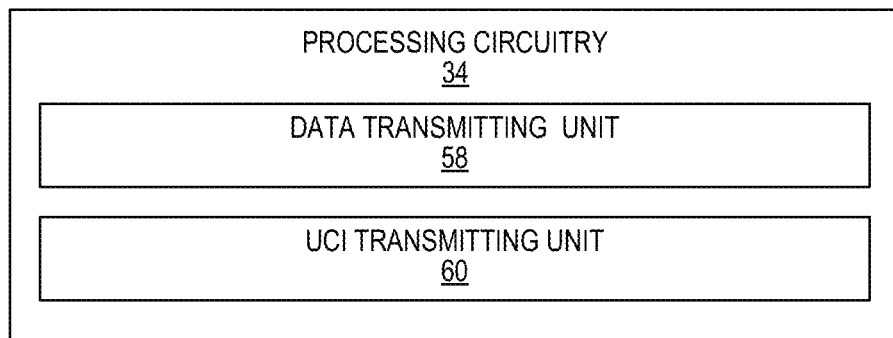 PROCESSING CIRCUITRY
34
DATA TRANSMITTING UNIT
58
UCI TRANSMITTING UNIT
60